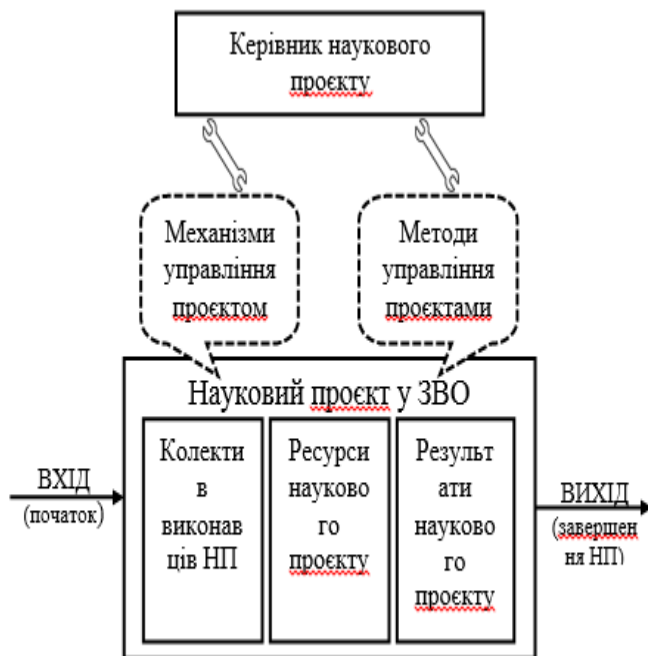 Керівник наукового
проєкту
Механізми
управління
проєктом
Методи
управління
проєктами
Науковий проєкт у ЗВО
Колекти
в
виконав
ців НП
Ресурси
науково
го
проєкту
Результ
ати
науково
го
проєкту
ВХІД
(початок)
ВИХІД
(завершен
ня НП)